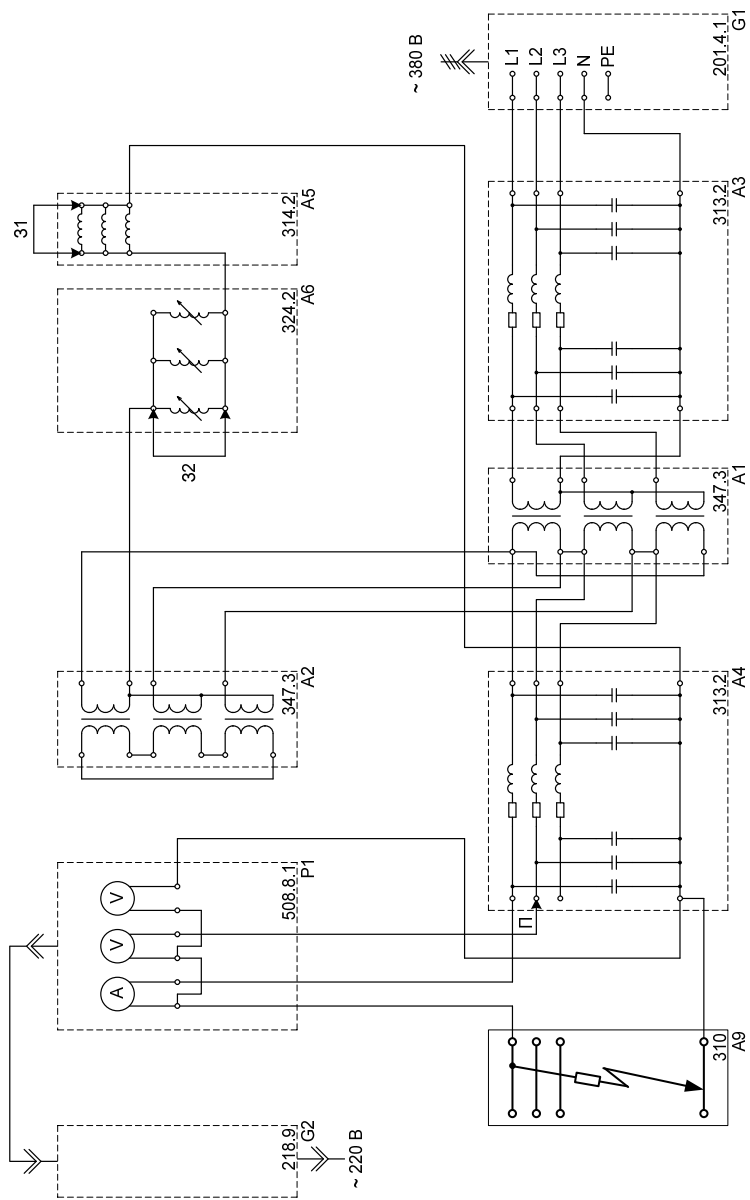 31
A
V
V
32
218.9
G2
508.8.1
P1
347.3
A2
324.2
A6
314.2
A5
~ 220 В
~ 380 В
П
L1
L2
L3
N
PE
310
A9
313.2
A4
347.3
A1
313.2
A3
201.4.1
G1